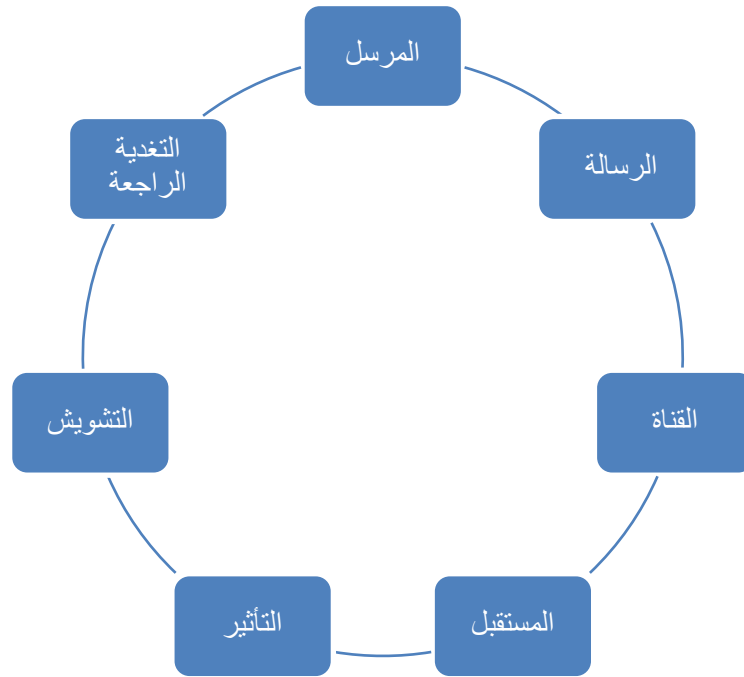 المرسل
الرسالة
القناة
المستقبل
التأثير
التشويش
التغدية
الراجعة